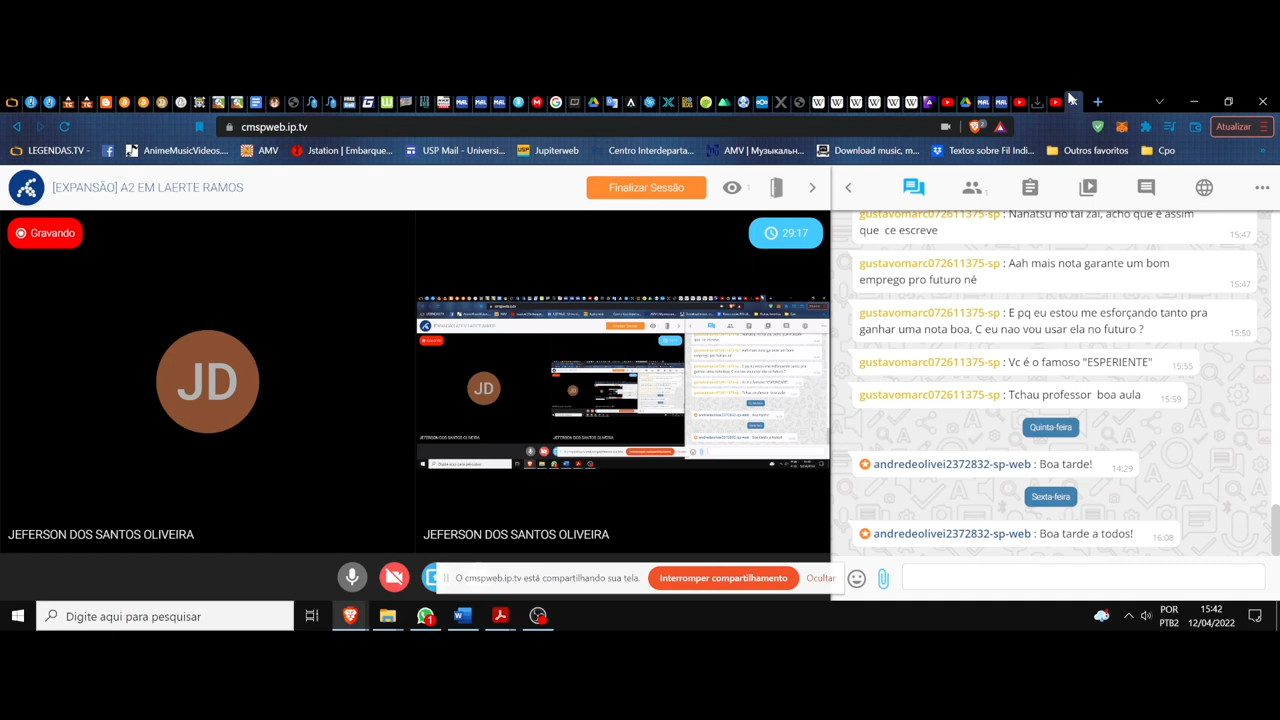 cmspweb.ip.tv
Atualizar
LEGENDAS.TV -
AnimeMusicVideos...
AMV
Jstation | Embarque...
USP Mail - Universi...
Jupiterweb
Centro Interdeparta...
AMV | Музыкальн...
Download music, m...
Textos sobre Fil Indi...
Outros favoritos
Cpo
[EXPANSÃO] A2 EM LAERTE RAMOS
Finalizar Sessão
1
1
Gravando
29:17
JD
JEFERSON DOS SANTOS OLIVEIRA
JD
JEFERSON DOS SANTOS OLIVEIRA
gustavomarc072611375-sp : Nanatsu no tai zai, acho que é assim
que ce escreve
15:47
gustavomarc072611375-sp : Aah mais nota garante um bom
emprego pro futuro né
15:47
gustavomarc072611375-sp : E pq eu estou me esforçando tanto pra
ganhar uma nota boa, C eu nao vou usar ela no futuro ?
15:50
gustavomarc072611375-sp : Vc é o famoso
15:55
gustavomarc072611375-sp : Tchau professor boa aula
15:59
Quinta-feira
andredeolivei2372832-sp-web : Boa tarde!
14:29
Sexta-feira
andredeolivei2372832-sp-web : Boa tarde a todos!
16:08
O cmspweb.ip.tv está compartilhando sua tela.
Interromper compartilhamento
Ocultar
Digite aqui para pesquisar
1
POR
PTB2
15:42
12/04/2022